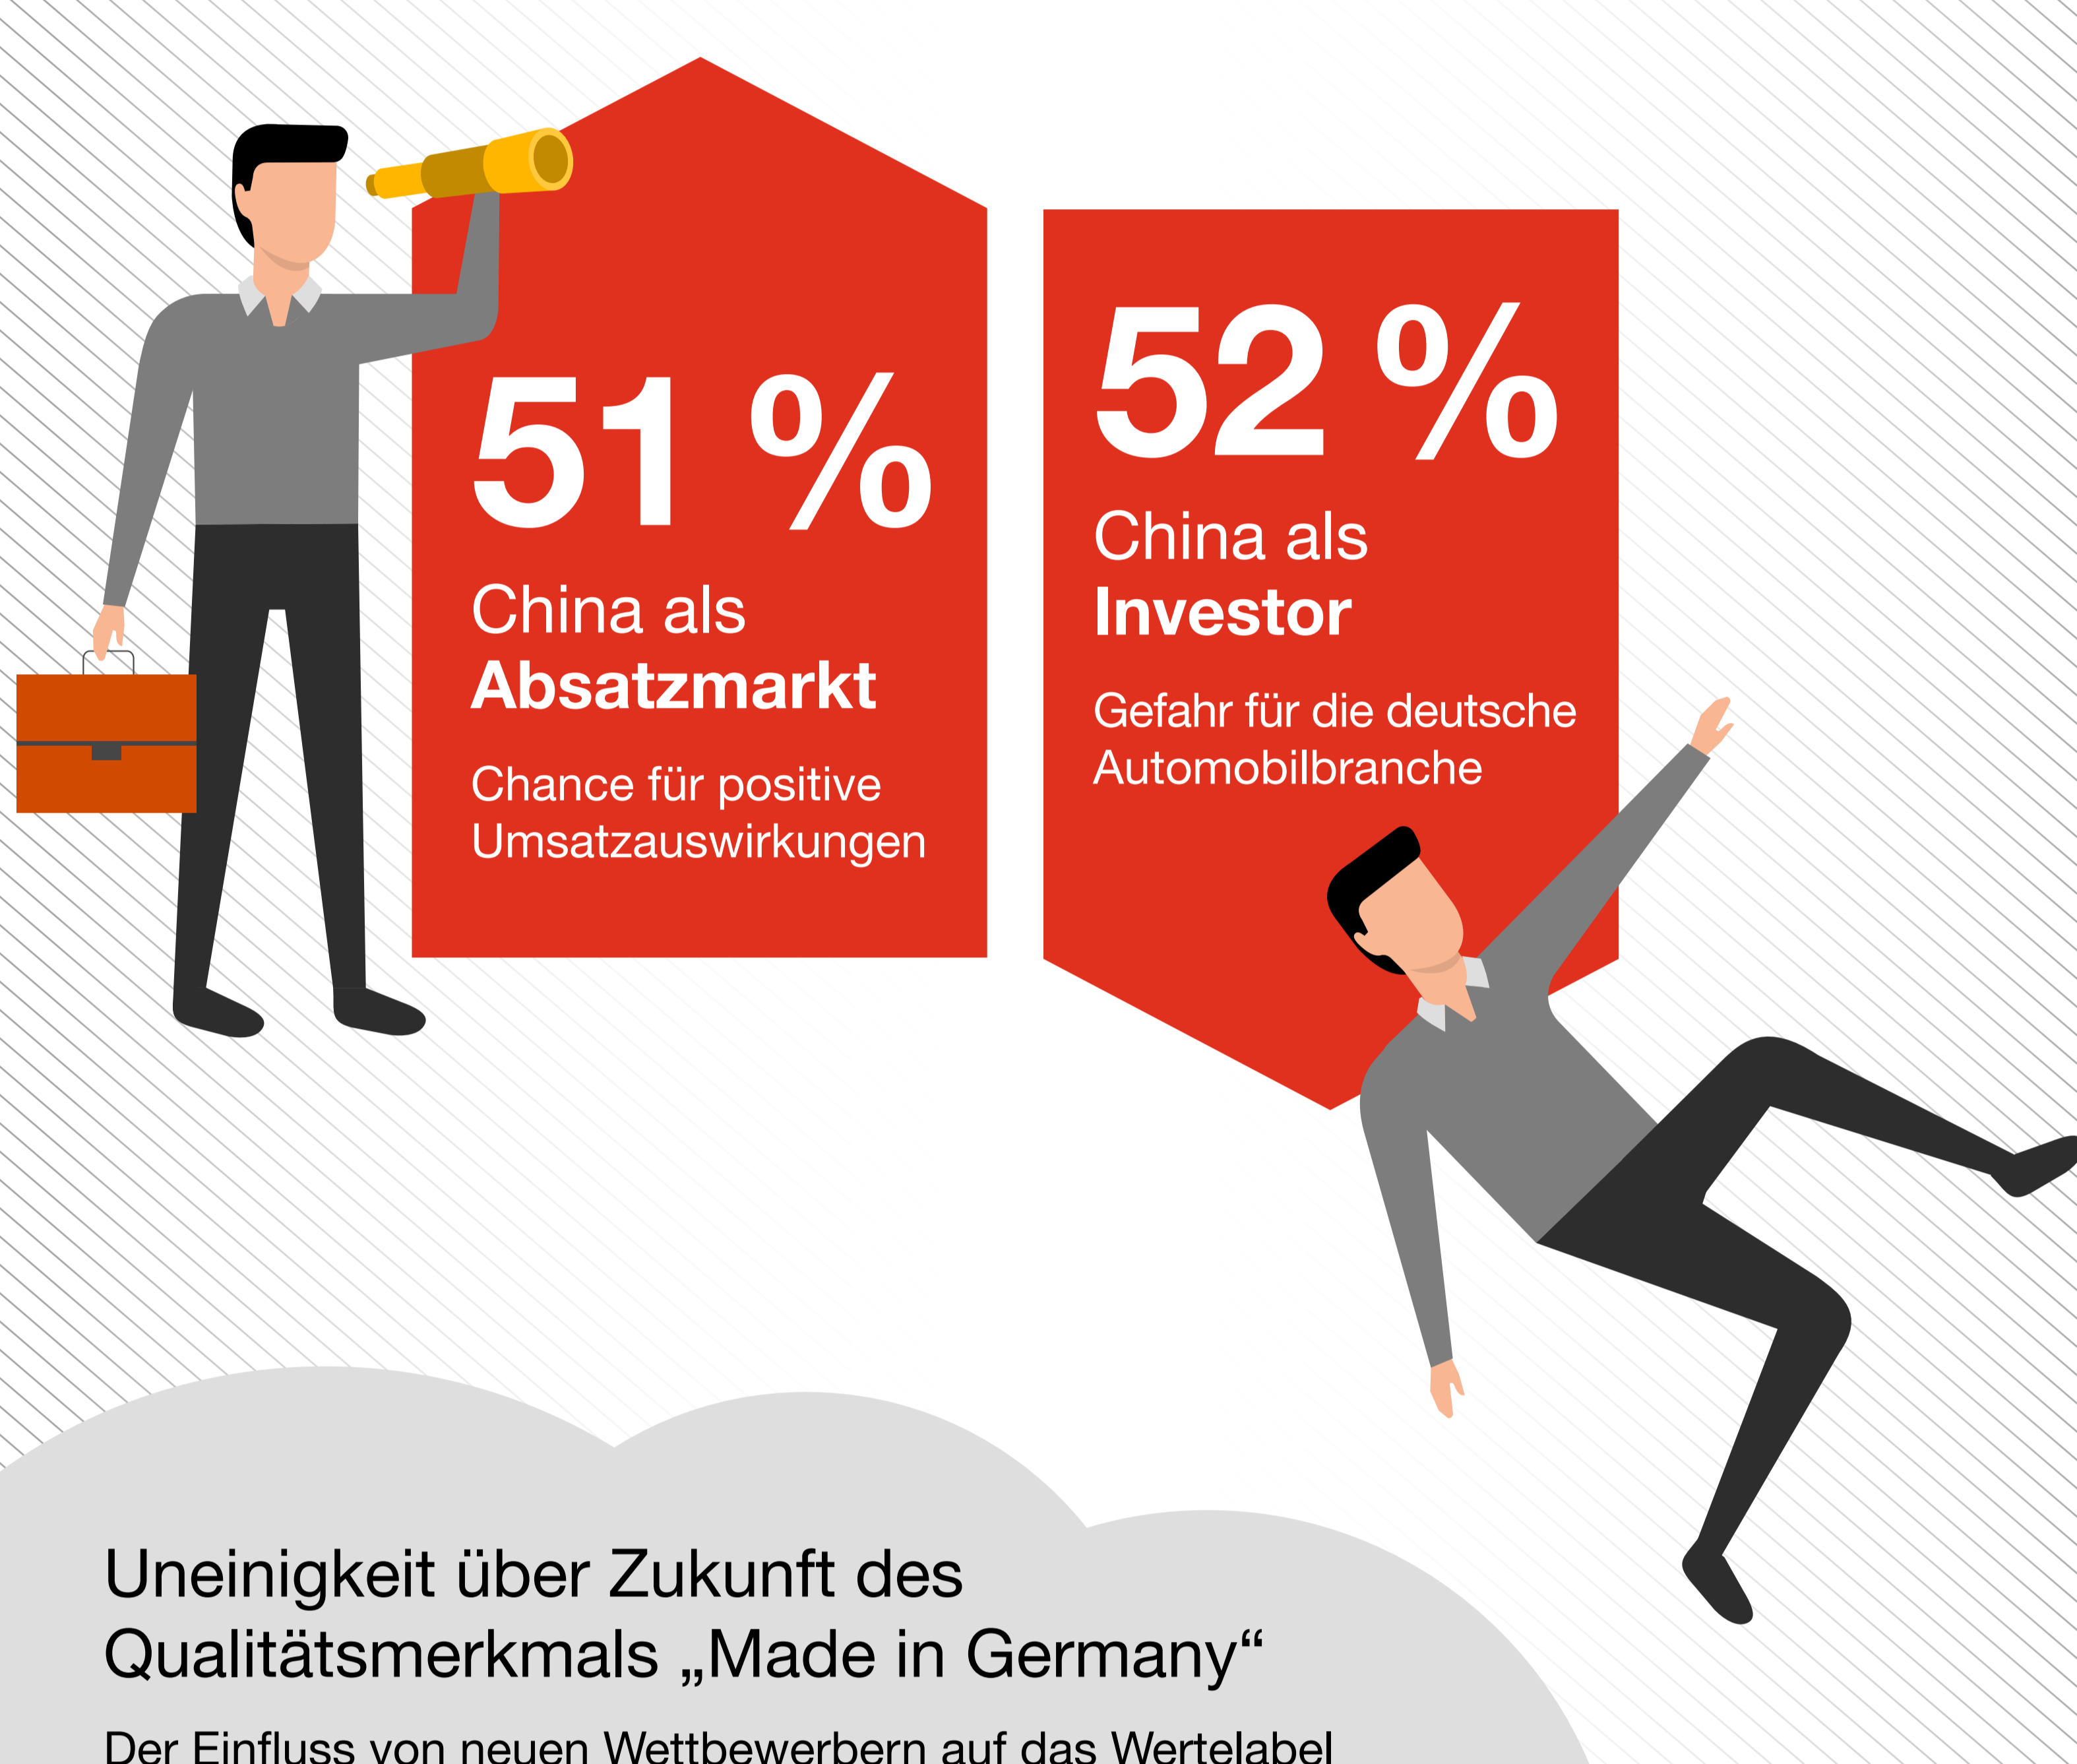 51 %
China als
Absatzmarkt
Chance für positive
Umsatzauswirkungen
52 %
China als
Investor
Gefahr für die deutsche
Automobilbranche
Uneinigkeit über Zukunft des
Qualitätsmerkmals „Made in Germany“
Der Einfluss von neuen Wettbewerbern auf das Wertelabel